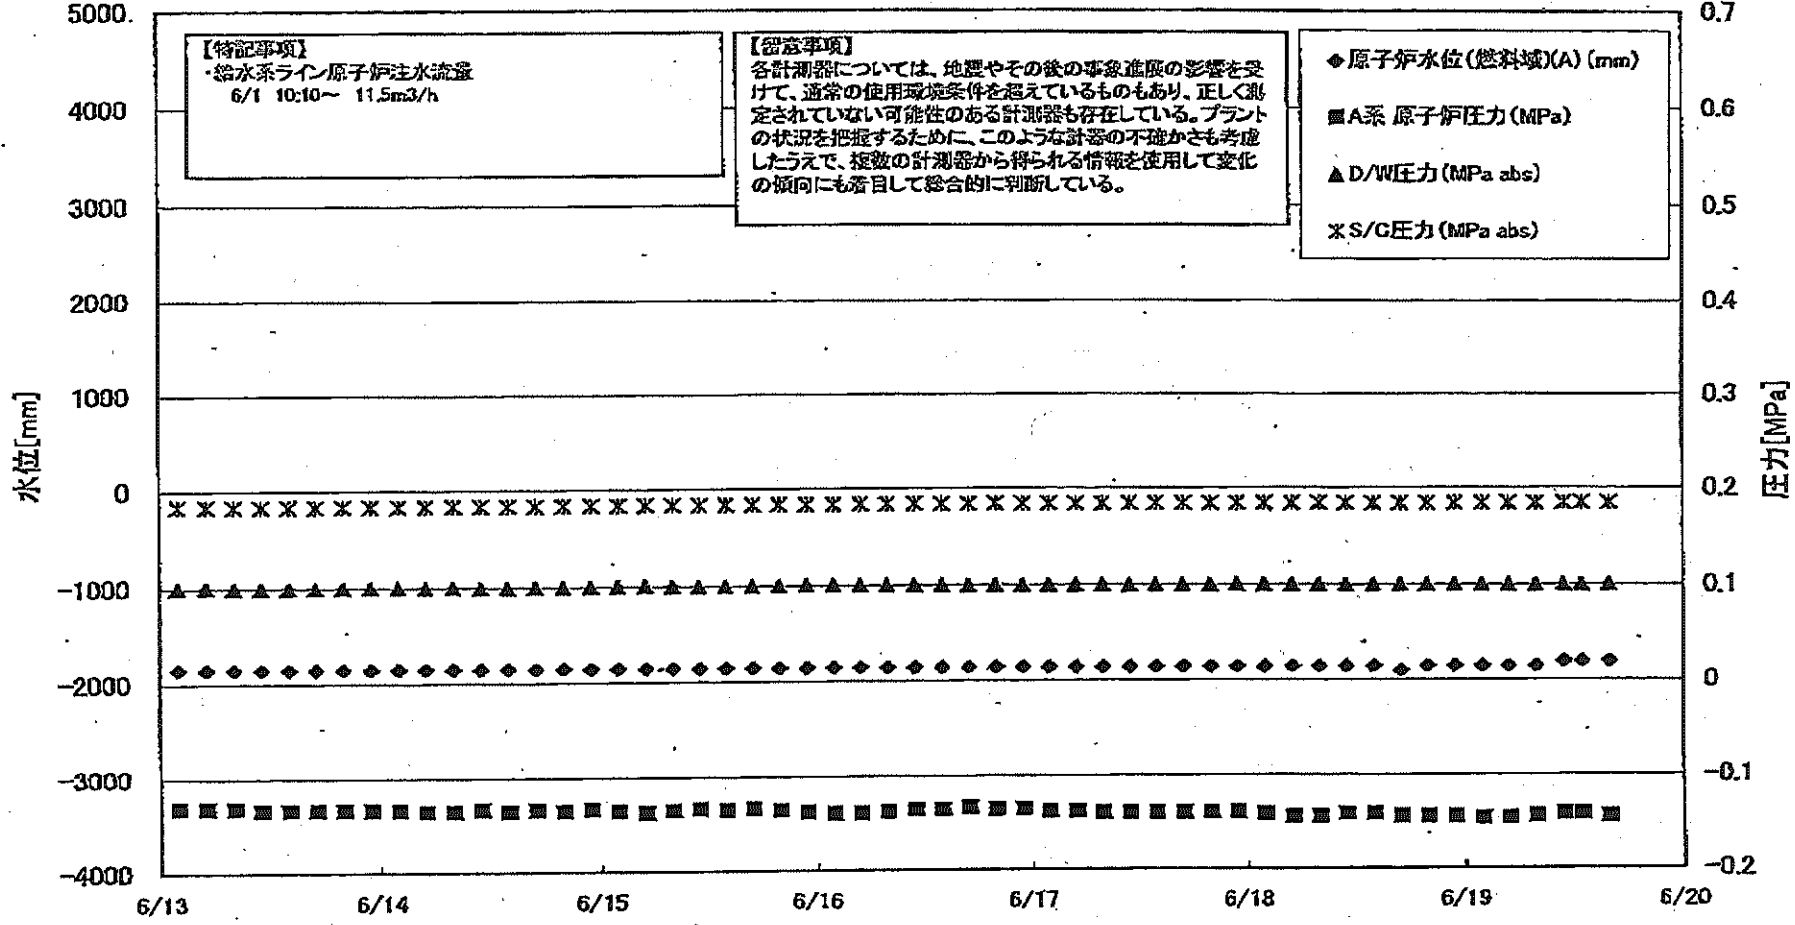 5000.
4000
3000
2000
1000
0
-1000
-2000
-3000
-4000
水位[mm]
【特記事項】
・給水系ライン原子炉注水流量
6/1 10:10～ 11.5m3/h
【留意事項】
各計測器については、地震やその後の事象進展の影響を受
けて、通常の使用環境条件を超えているものもあり、正しく測
定されていない可能性のある計測器も存在している。プラント
の状況を把握するために、このような計器の不確かさも考慮
したうえで、複数の計測器から得られる情報を使用して変化
の傾向にも着目して総合的に判断している。
原子炉水位(燃料域)(A)(mm)
A系 原子炉圧力(MPa)
D/W圧力(MPa abs)
S/C圧力(MPa abs)
0.7
0.6
0.5
0.4
0.3
0.2
0.1
0
-0.1
-0.2
圧力[MPa]
6/13
6/14
6/15
6/16
6/17
6/18
6/19
6/20